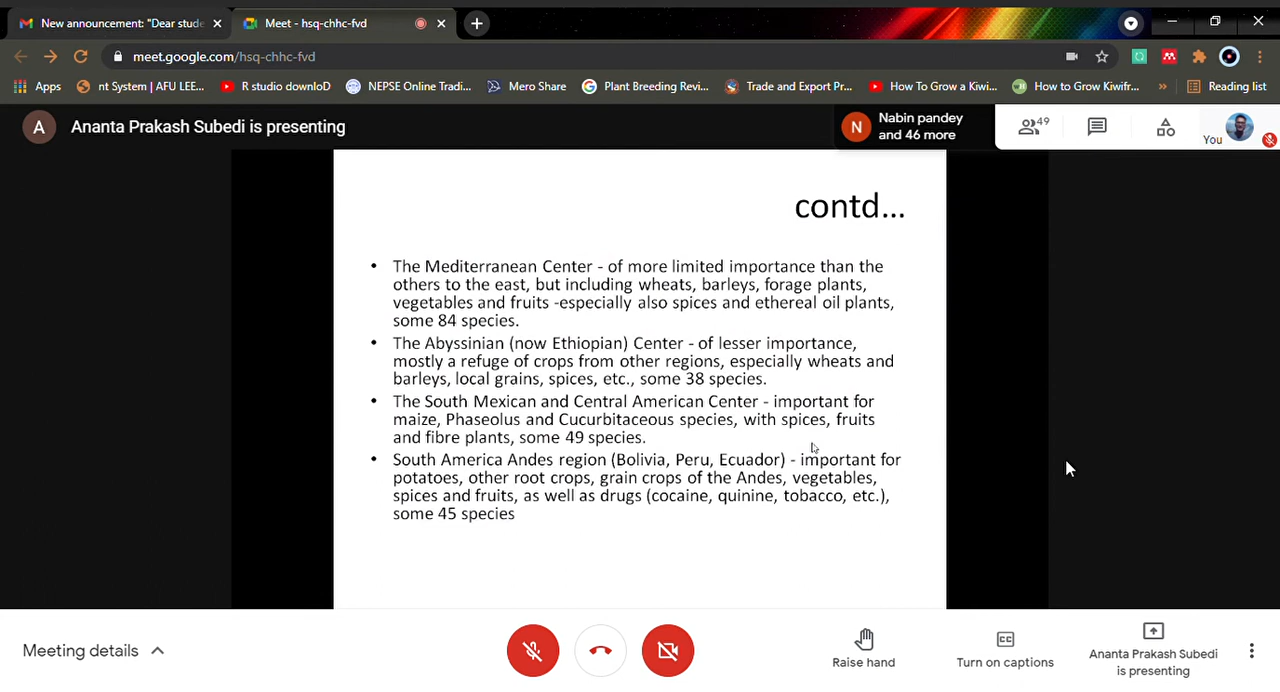 New announcement: "Dear stude
Meet - hsq-chhc-fvd
meet.google.com/hsq-chhc-fvd
Apps
nt System | AFU LEE...
R studio downloD
NEPSE Online Tradi...
Mero Share
Plant Breeding Revi...
Trade and Export Pr...
How To Grow a Kiwi...
How to Grow Kiwifr...
»
Reading list
A
Ananta Prakash Subedi is presenting
N
Nabin pandey
and 46 more
49
You
contd...
• The Mediterranean Center - of more limited importance than the
others to the east, but including wheats, barleys, forage plants,
vegetables and fruits -especially also spices and ethereal oil plants,
some 84 species.
• The Abyssinian (now Ethiopian) Center - of lesser importance,
mostly a refuge of crops from other regions, especially wheats and
barleys, local grains, spices, etc., some 38 species.
• The South Mexican and Central American Center - important for
maize, Phaseolus and Cucurbitaceous species, with spices, fruits
and fibre plants, some 49 species.
• South America Andes region (Bolivia, Peru, Ecuador) - important for
potatoes, other root crops, grain crops of the Andes, vegetables,
spices and fruits, as well as drugs (cocaine, quinine, tobacco, etc.),
some 45 species
Meeting details
Raise hand
Turn on captions
Ananta Prakash Subedi
is presenting